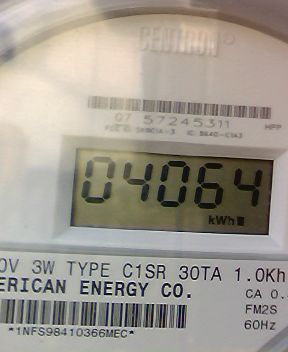 CENTRON®
07 57245311
HPP
04064
kWh
0V 3W TYPE C1SR 30TA 1.0Kh
ERICAN ENERGY CO.
CA 0.
FM2S
60Hz
*1NFS98410366MEC*